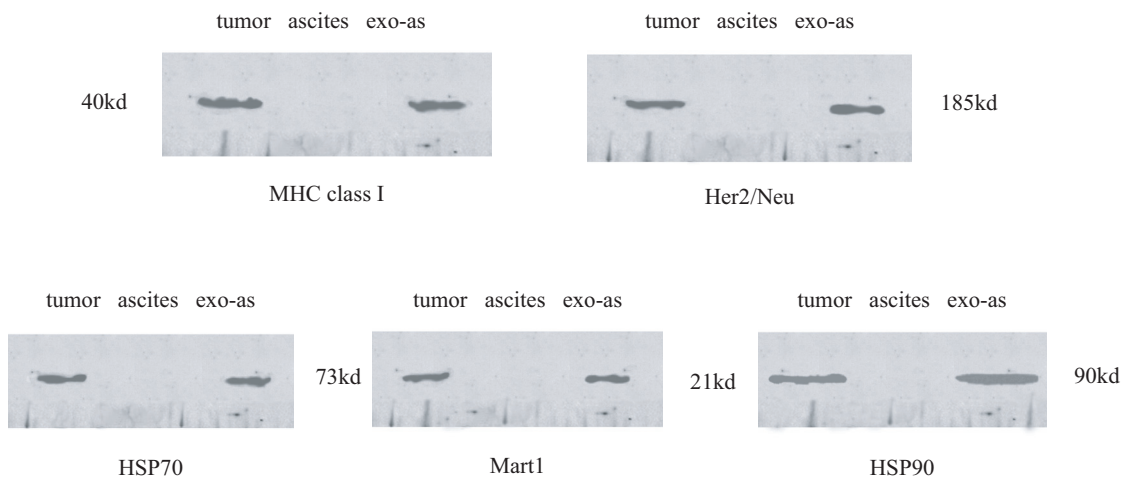 tumor ascites exo-as
tumor ascites exo-as
40kd
185kd
MHC class I
Her2/Neu
tumor ascites exo-as
tumor ascites exo-as
tumor ascites exo-as
73kd
21kd
90kd
HSP70
Mart1
HSP90